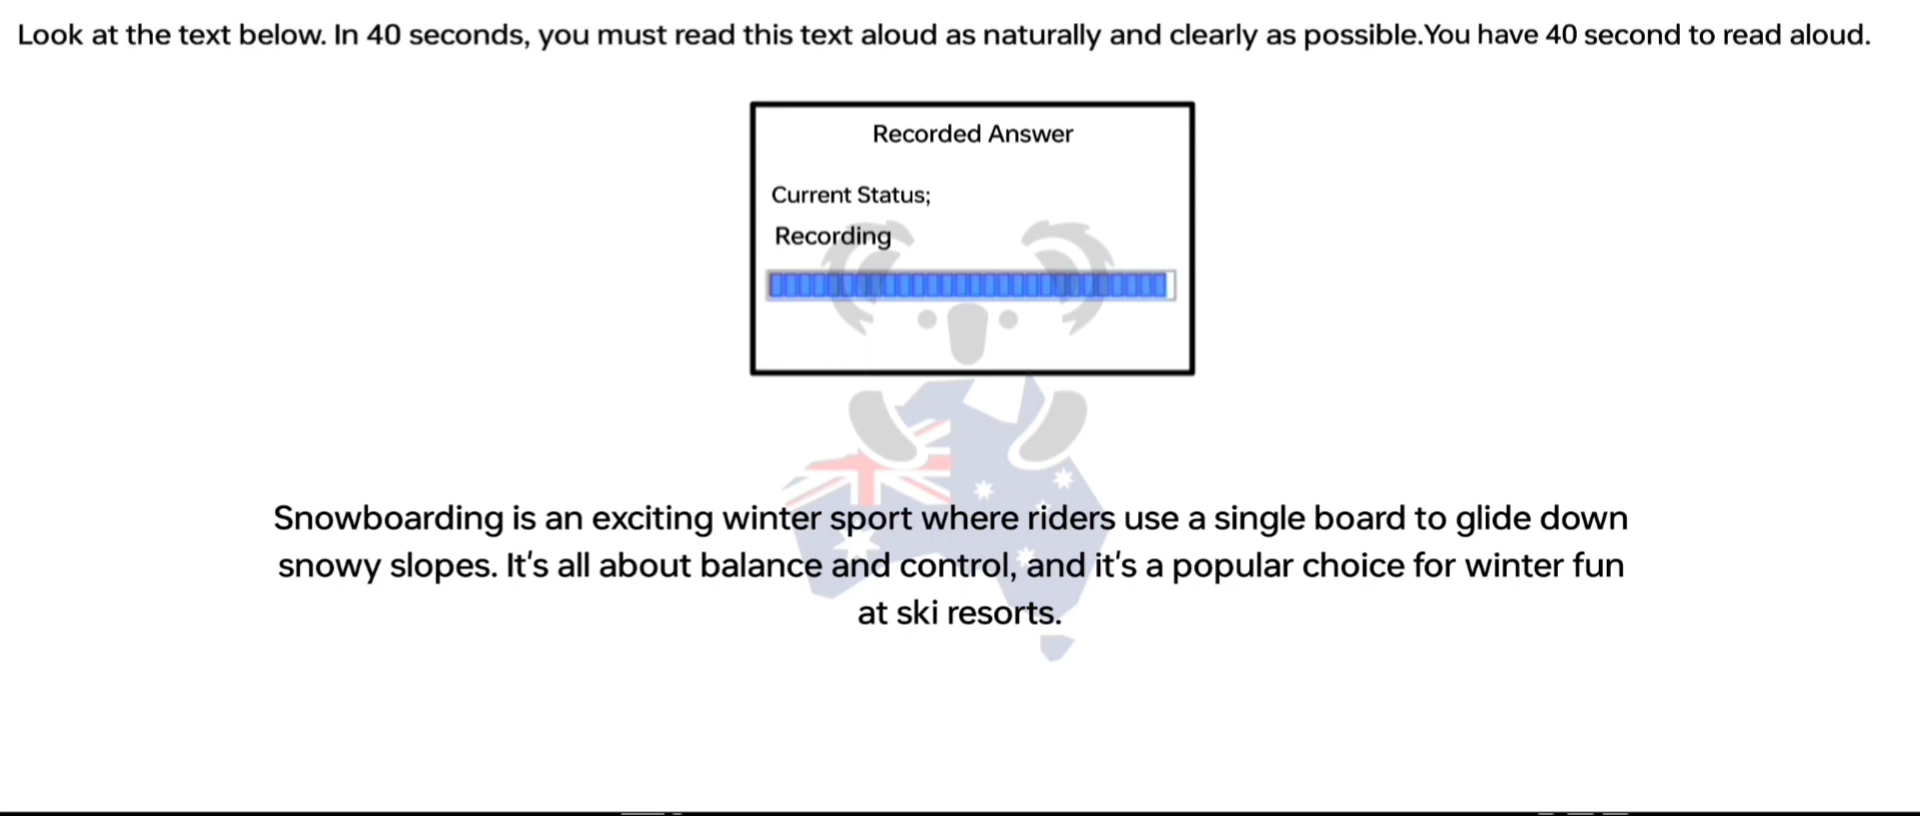 Look at the text below. In 40 seconds, you must read this text aloud as naturally and clearly as possible.You have 40 second to read aloud.
Recorded Answer
Current Status;
Recording
Snowboarding is an exciting winter sport where riders use a single board to glide down
snowy slopes. It's all about balance and control, and it's a popular choice for winter fun
at ski resorts.